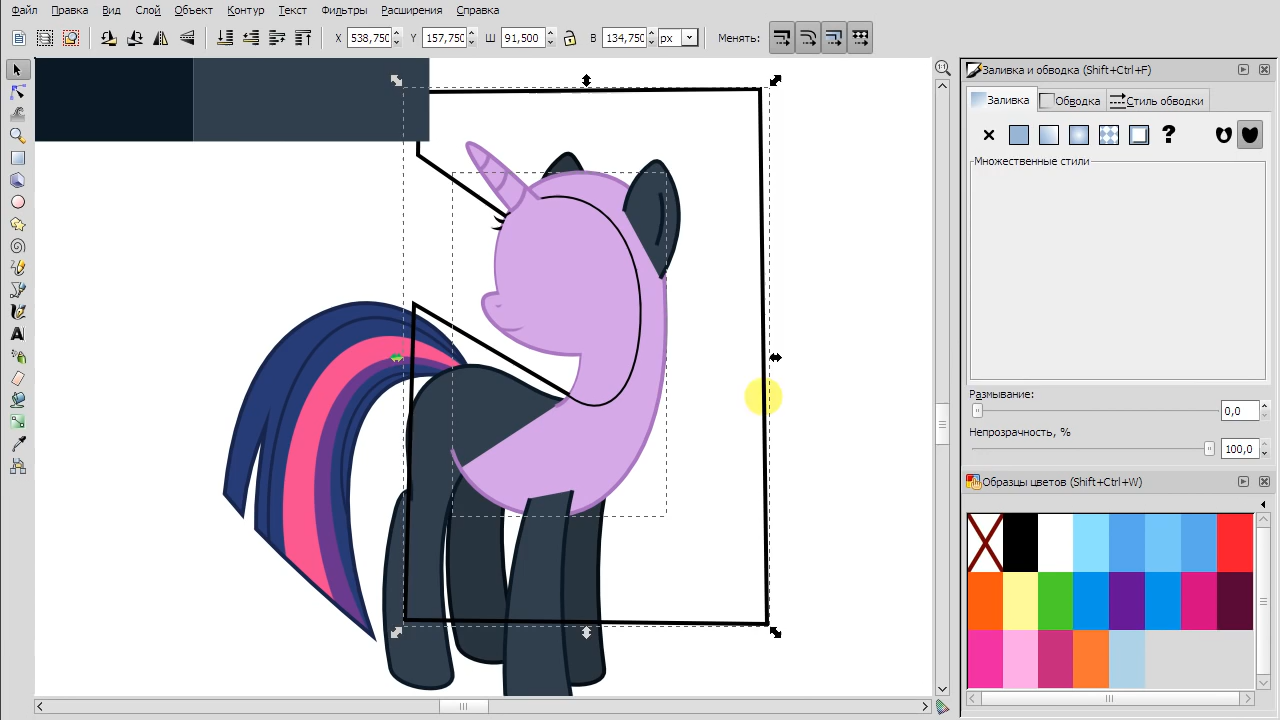 Файл Правка Вид Слой Объект Контур Текст Фильтры Расширения Справка
X 538,750 Y 157,750 Ш 91,500 В 134,750 px Менять:
Заливка и обводка (Shift+Ctrl+F)
Заливка Обводка Стиль обводки
?
Множественные стили
Размывание:
0,0
Непрозрачность, %
100,0
Образцы цветов (Shift+Ctrl+W)